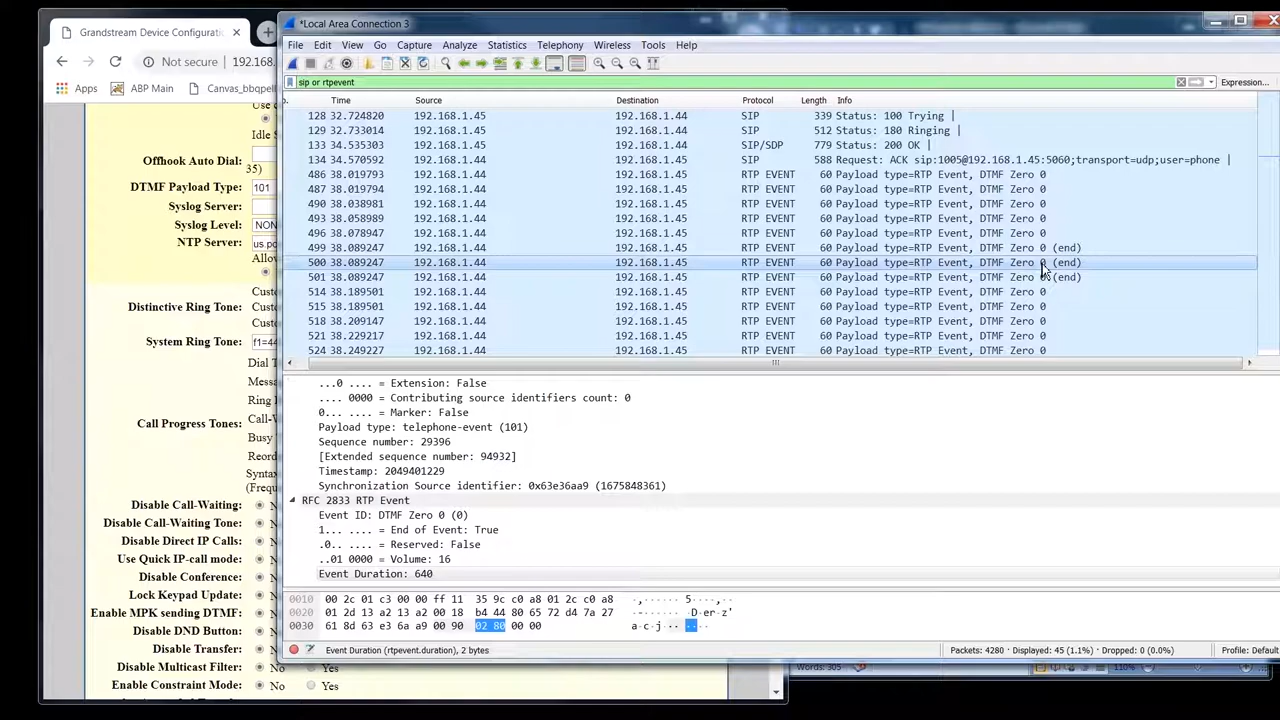 *Local Area Connection 3
Grandstream Device Configurati
File Edit View Go Capture Analyze Statistics Telephony Wireless Tools Help
Not secure 192.168.
Apps ABP Main Canvas_bbqpell
sip or rtpevent Expression...
Time Source Destination Protocol Length Info
128 32.724820 192.168.1.45 192.168.1.44 SIP 339 Status: 100 Trying |
129 32.733014 192.168.1.45 192.168.1.44 SIP 512 Status: 180 Ringing |
133 34.535303 192.168.1.45 192.168.1.44 SIP/SDP 779 Status: 200 OK |
134 34.570592 192.168.1.44 192.168.1.45 SIP 588 Request: ACK sip:1005@192.168.1.45:5060;transport=udp;user=phone |
486 38.019793 192.168.1.44 192.168.1.45 RTP EVENT 60 Payload type=RTP Event, DTMF Zero 0
487 38.019794 192.168.1.44 192.168.1.45 RTP EVENT 60 Payload type=RTP Event, DTMF Zero 0
490 38.038981 192.168.1.44 192.168.1.45 RTP EVENT 60 Payload type=RTP Event, DTMF Zero 0
493 38.058989 192.168.1.44 192.168.1.45 RTP EVENT 60 Payload type=RTP Event, DTMF Zero 0
496 38.078947 192.168.1.44 192.168.1.45 RTP EVENT 60 Payload type=RTP Event, DTMF Zero 0
499 38.089247 192.168.1.44 192.168.1.45 RTP EVENT 60 Payload type=RTP Event, DTMF Zero 0 (end)
500 38.089247 192.168.1.44 192.168.1.45 RTP EVENT 60 Payload type=RTP Event, DTMF Zero 0 (end)
501 38.089247 192.168.1.44 192.168.1.45 RTP EVENT 60 Payload type=RTP Event, DTMF Zero 0 (end)
514 38.189501 192.168.1.44 192.168.1.45 RTP EVENT 60 Payload type=RTP Event, DTMF Zero 0
515 38.189501 192.168.1.44 192.168.1.45 RTP EVENT 60 Payload type=RTP Event, DTMF Zero 0
518 38.209147 192.168.1.44 192.168.1.45 RTP EVENT 60 Payload type=RTP Event, DTMF Zero 0
521 38.229217 192.168.1.44 192.168.1.45 RTP EVENT 60 Payload type=RTP Event, DTMF Zero 0
524 38.249227 192.168.1.44 192.168.1.45 RTP EVENT 60 Payload type=RTP Event, DTMF Zero 0
...0 .... = Extension: False
.... 0000 = Contributing source identifiers count: 0
0... .... = Marker: False
Payload type: telephone-event (101)
Sequence number: 29396
[Extended sequence number: 94932]
Timestamp: 2049401229
Synchronization Source identifier: 0x63e36aa9 (1675848361)
RFC 2833 RTP Event
Event ID: DTMF Zero 0 (0)
1... .... = End of Event: True
.0.. .... = Reserved: False
..01 0000 = Volume: 16
Event Duration: 640
0010 00 2c 01 c3 00 00 ff 11 35 9c c0 a8 01 2c c0 a8 ·,······ 5····,··
0020 01 2d 13 a2 13 a2 00 18 b4 44 80 65 72 d4 7a 27 ·-······ ·D·er·z'
0030 61 8d 63 e3 6a a9 00 90 02 80 00 00 a·c·j··· ····
Event Duration (rtpevent.duration), 2 bytes Packets: 4280 · Displayed: 45 (1.1%) · Dropped: 0 (0.0%) Profile: Default
Words: 305 110%
Use
Idle S
Offhook Auto Dial:
35)
DTMF Payload Type: 101
Syslog Server:
Syslog Level: NON
NTP Server: us.po
Allow
Custo
Distinctive Ring Tone: Custo
Custo
System Ring Tone: f1=44
Dial T
Messa
Ring
Call Progress Tones: Call-W
Busy
Reord
Synta
(Frequ
Disable Call-Waiting: N
Disable Call-Waiting Tone: N
Disable Direct IP Calls: N
Use Quick IP-call mode: N
Disable Conference: N
Lock Keypad Update: N
Enable MPK sending DTMF: N
Disable DND Button: N
Disable Transfer: N
Disable Multicast Filter: No Yes
Enable Constraint Mode: No Yes